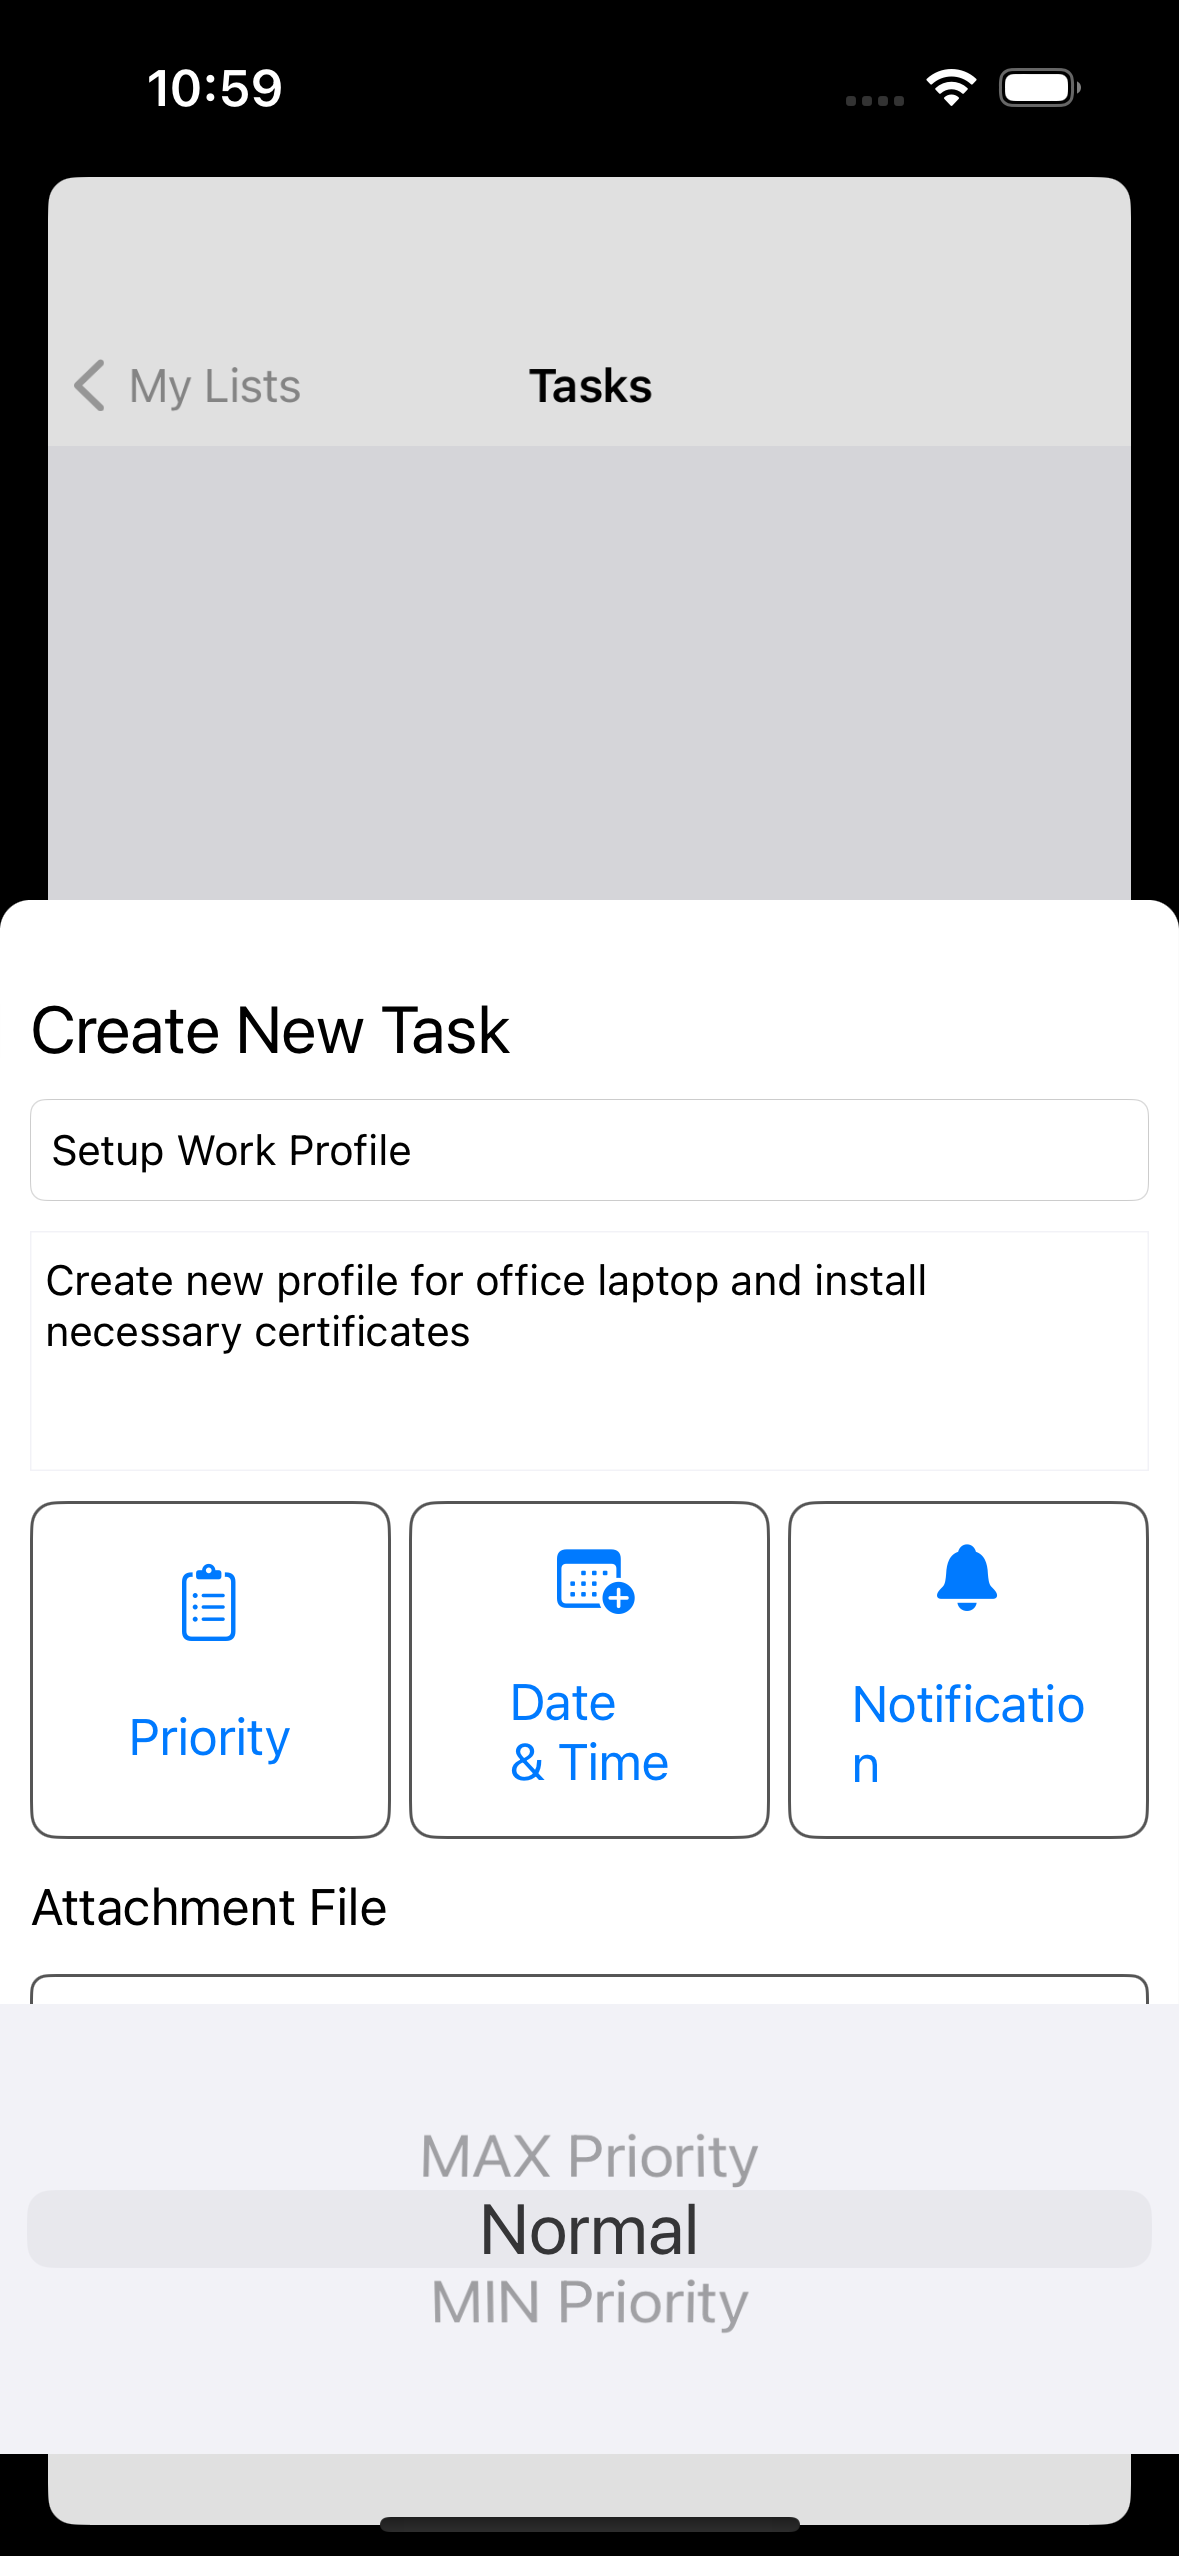 10:59
My Lists
Tasks
Create New Task
Setup Work Profile
Create new profile for office laptop and install
necessary certificates
Priority
Date
& Time
Notificatio
n
Attachment File
MAX Priority
Normal
MIN Priority